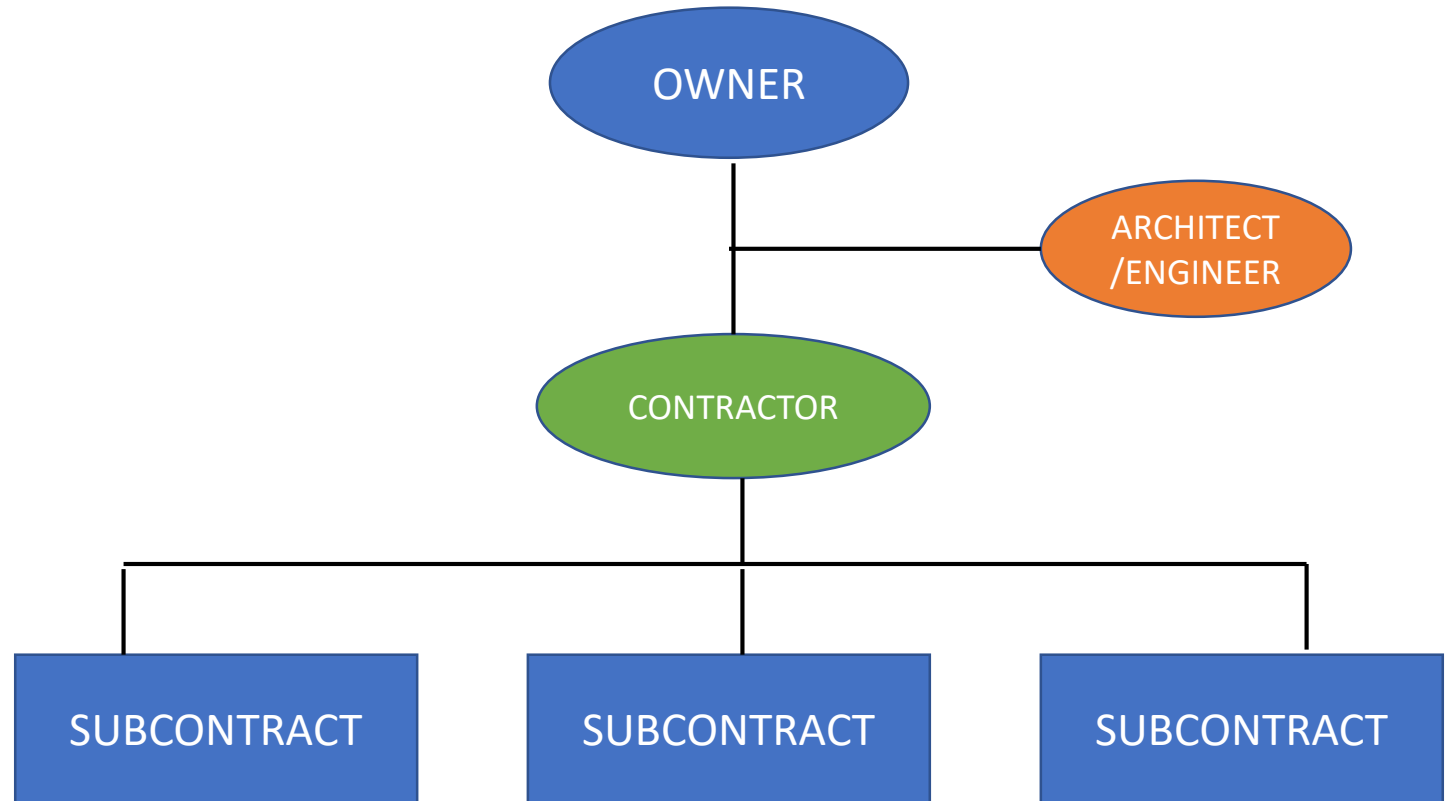 OWNER
ARCHITECT
/ENGINEER
CONTRACTOR
SUBCONTRACT
SUBCONTRACT
SUBCONTRACT